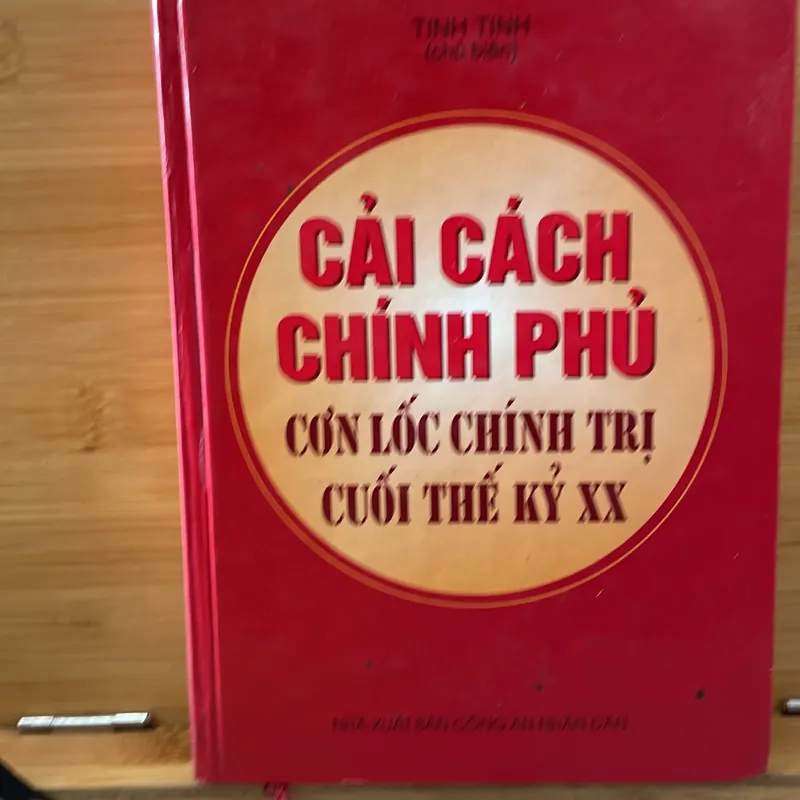 TINH TINH
(chủ biên)
CẢI CÁCH
CHÍNH PHỦ
CƠN LỐC CHÍNH TRỊ
CUỐI THẾ KỶ XX
NHÀ XUẤT BẢN CÔNG AN NHÂN DÂN